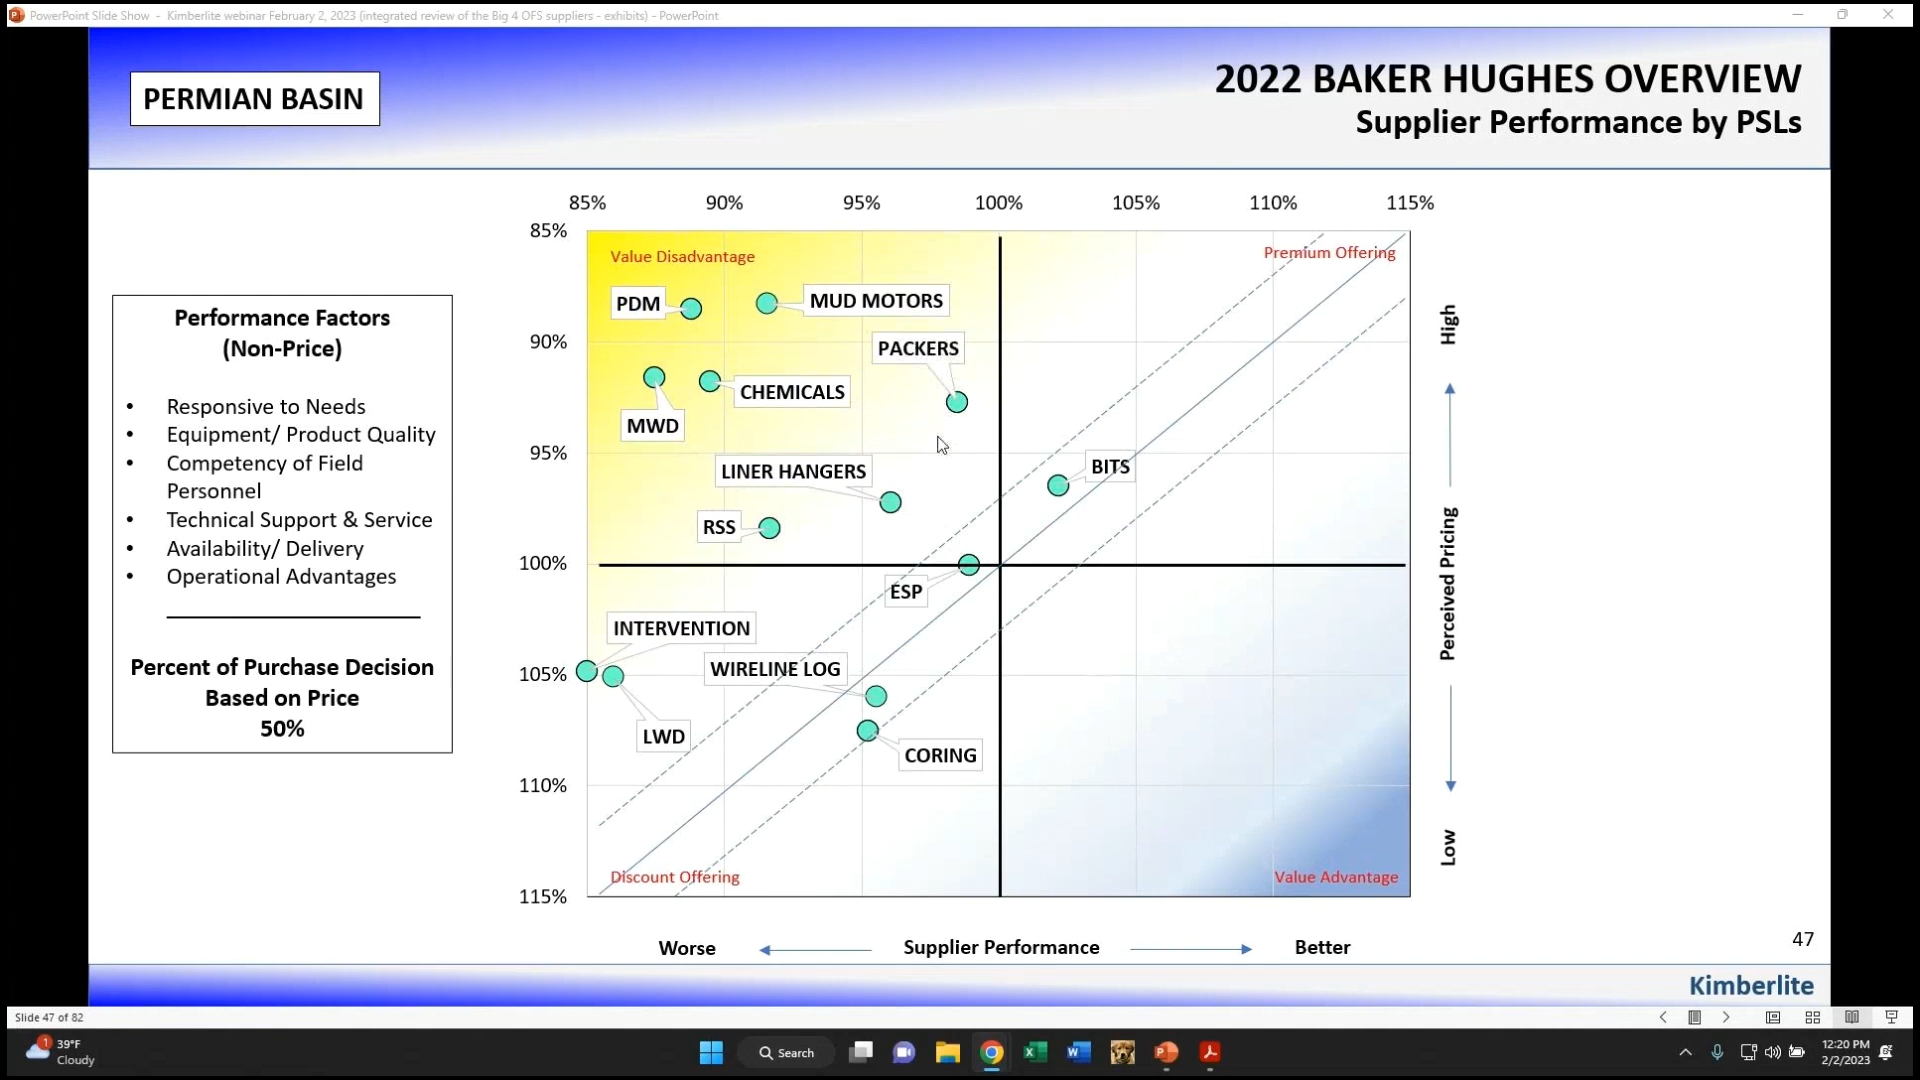 PowerPoint Slide Show - Kimberlite webinar February 2, 2023 (integrated review of the Big 4 OFS suppliers - exhibits) - PowerPoint
PERMIAN BASIN
2022 BAKER HUGHES OVERVIEW
Supplier Performance by PSLs
Performance Factors
(Non-Price)
• Responsive to Needs
• Equipment/ Product Quality
• Competency of Field
Personnel
• Technical Support & Service
• Availability/ Delivery
• Operational Advantages
Percent of Purchase Decision
Based on Price
50%
85% 90% 95% 100% 105% 110% 115%
85%
90%
95%
100%
105%
110%
115%
Value Disadvantage
Premium Offering
PDM
MUD MOTORS
PACKERS
CHEMICALS
MWD
LINER HANGERS
BITS
RSS
ESP
INTERVENTION
WIRELINE LOG
LWD
CORING
Discount Offering
Value Advantage
High
Perceived Pricing
Low
Worse
Supplier Performance
Better
47
Kimberlite
Slide 47 of 82
1
39°F
Cloudy
Search
12:20 PM
2/2/2023